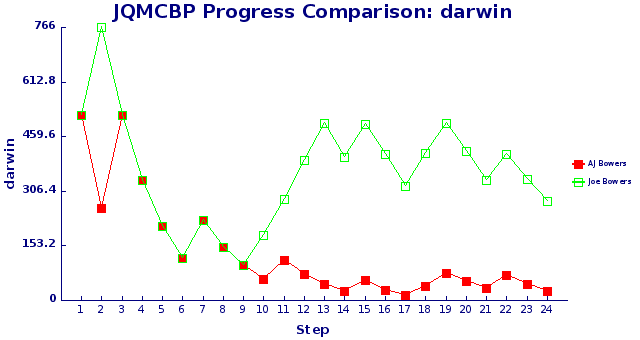 JQMCBP Progress Comparison: darwin
766
612.8
459.6
306.4
153.2
0
darwin
1 2 3 4 5 6 7 8 9 10 11 12 13 14 15 16 17 18 19 20 21 22 23 24
Step
AJ Bowers
Joe Bowers